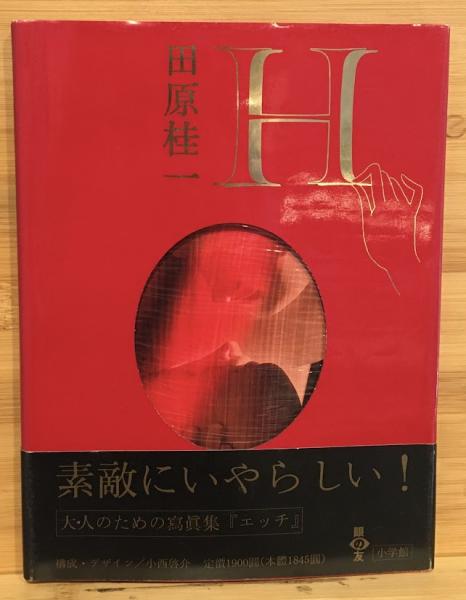 田原桂一
H
素敵にいやらしい!
大人のための寫眞集『エッチ』
構成・デザイン/小西啓介 定價1900圓(本體1845圓)
眼の友
小学館